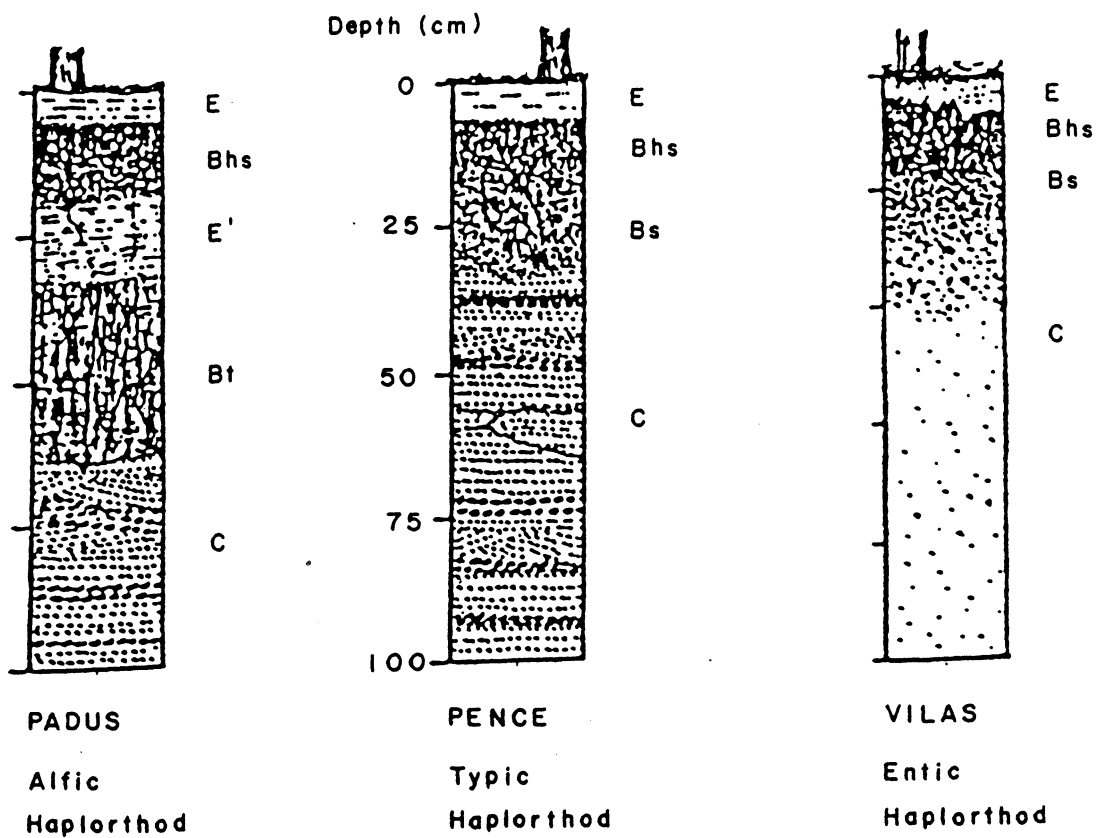 Depth (cm)
E
Bhs
E'
Bt
C
0
25
50
75
100
E
Bhs
Bs
C
E
Bhs
Bs
C
PADUS
Alfic
Haplorthod
PENCE
Typic
Haplorthod
VILAS
Entic
Haplorthod